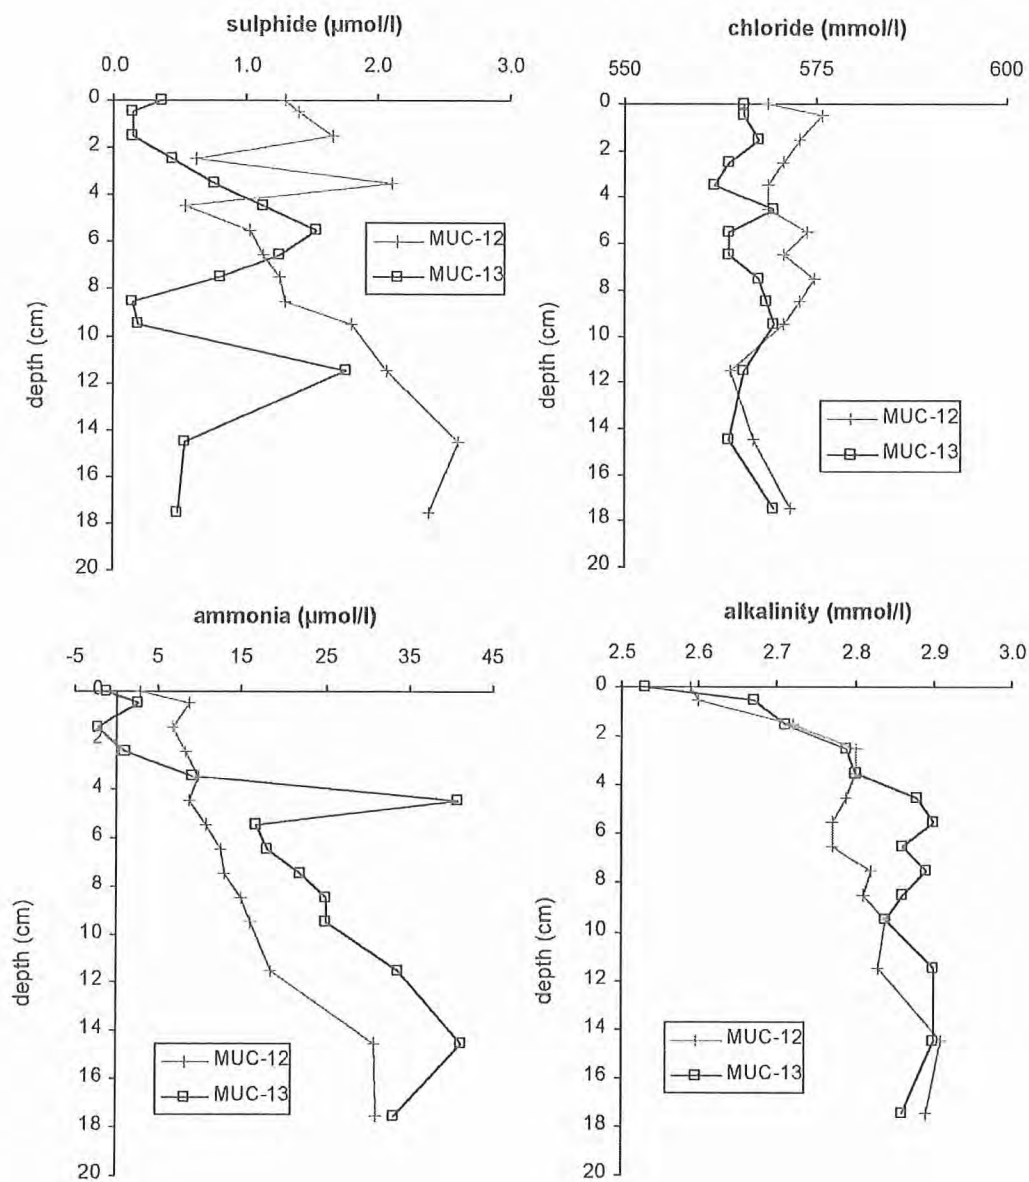 sulphide (µmol/l)
0.0 1.0 2.0 3.0
0
2
4
6
8
10
12
14
16
18
20
depth (cm)
MUC-12
MUC-13
chloride (mmol/l)
550 575 600
0
2
4
6
8
10
12
14
16
18
20
depth (cm)
MUC-12
MUC-13
ammonia (µmol/l)
-5 5 15 25 35 45
0
2
4
6
8
10
12
14
16
18
20
depth (cm)
MUC-12
MUC-13
alkalinity (mmol/l)
2.5 2.6 2.7 2.8 2.9 3.0
0
2
4
6
8
10
12
14
16
18
20
depth (cm)
MUC-12
MUC-13